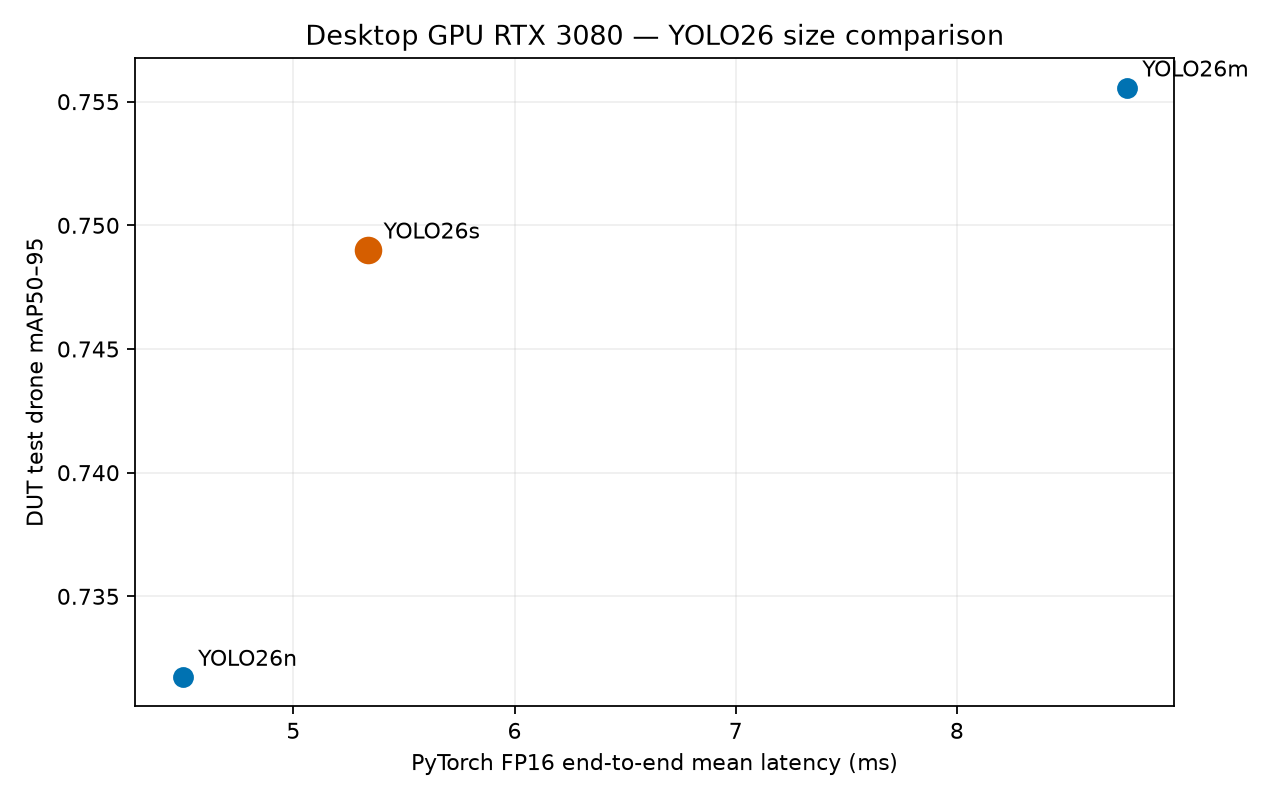 Desktop GPU RTX 3080 — YOLO26 size comparison
YOLO26m
0.755
YOLO26s
0.750
0.745
0.740
0.735
YOLO26n
DUT test drone mAP50–95
5 6 7 8
PyTorch FP16 end-to-end mean latency (ms)